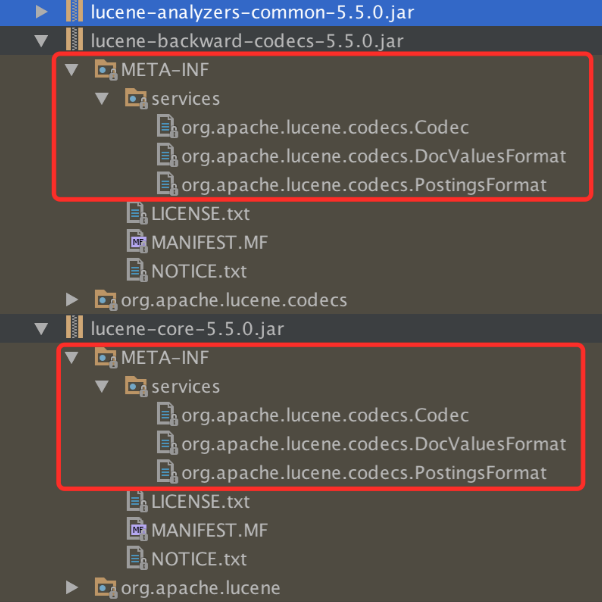 lucene-analyzers-common-5.5.0.jar
lucene-backward-codecs-5.5.0.jar
META-INF
services
org.apache.lucene.codecs.Codec
org.apache.lucene.codecs.DocValuesFormat
org.apache.lucene.codecs.PostingsFormat
LICENSE.txt
MF MANIFEST.MF
NOTICE.txt
org.apache.lucene.codecs
lucene-core-5.5.0.jar
META-INF
services
org.apache.lucene.codecs.Codec
org.apache.lucene.codecs.DocValuesFormat
org.apache.lucene.codecs.PostingsFormat
LICENSE.txt
MF MANIFEST.MF
NOTICE.txt
org.apache.lucene